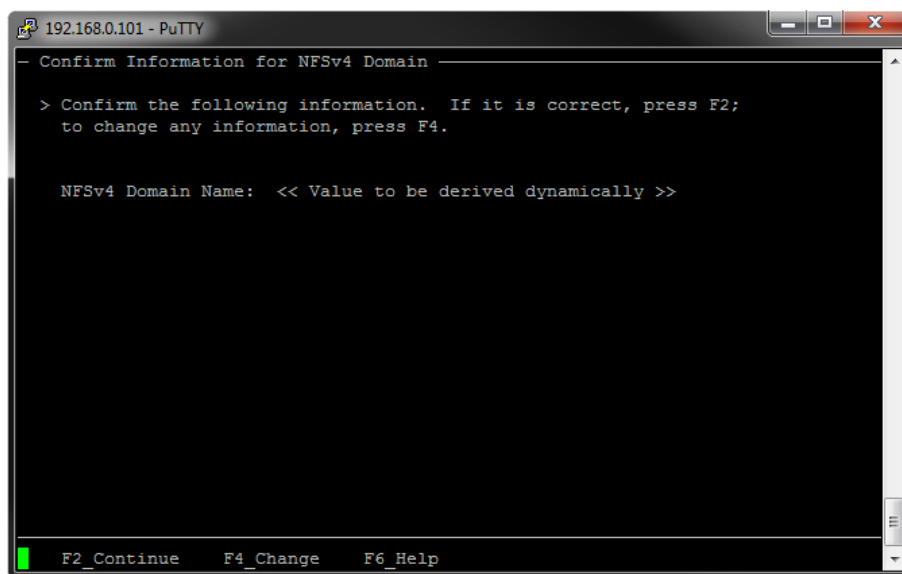 192.168.0.101 - PuTTY
Confirm Information for NFSv4 Domain
> Confirm the following information.  If it is correct, press F2;
to change any information, press F4.
NFSv4 Domain Name:  << Value to be derived dynamically >>
F2_Continue    F4_Change    F6_Help